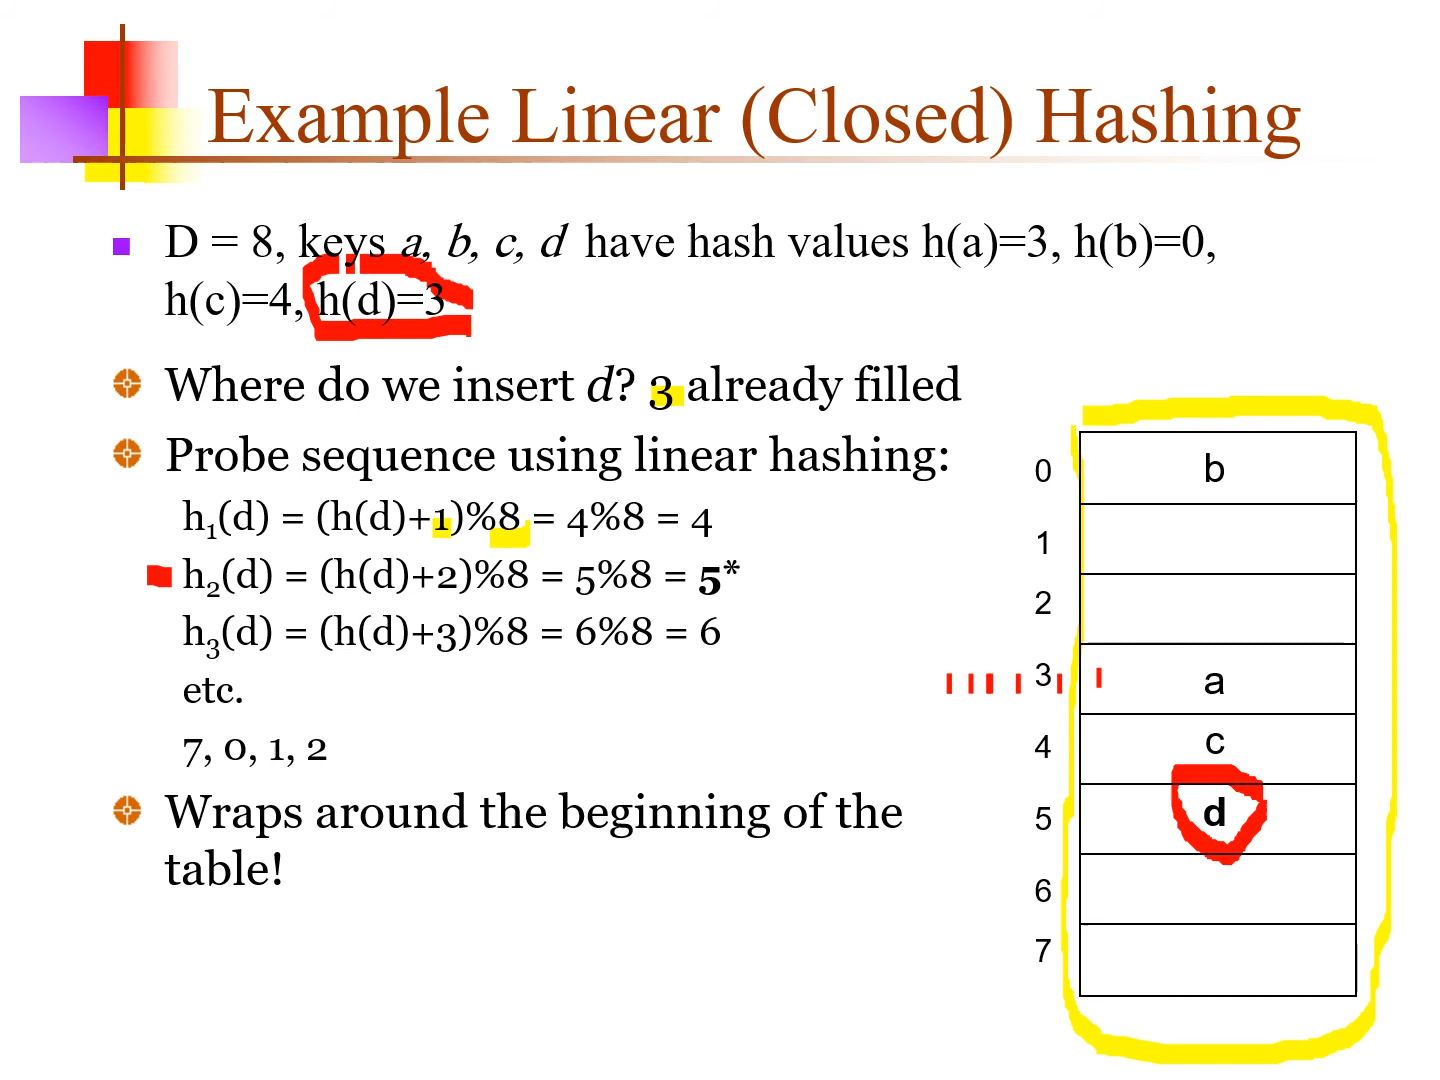 Example Linear (Closed) Hashing
D = 8, keys a, b, c, d have hash values h(a)=3, h(b)=0,
h(c)=4, h(d)=3
Where do we insert d? 3 already filled
Probe sequence using linear hashing:
h₁(d) = (h(d)+1)%8 = 4%8 = 4
h₂(d) = (h(d)+2)%8 = 5%8 = 5*
h₃(d) = (h(d)+3)%8 = 6%8 = 6
etc.
7, 0, 1, 2
Wraps around the beginning of the
table!
0 b
1
2
3 a
4 c
5 d
6
7